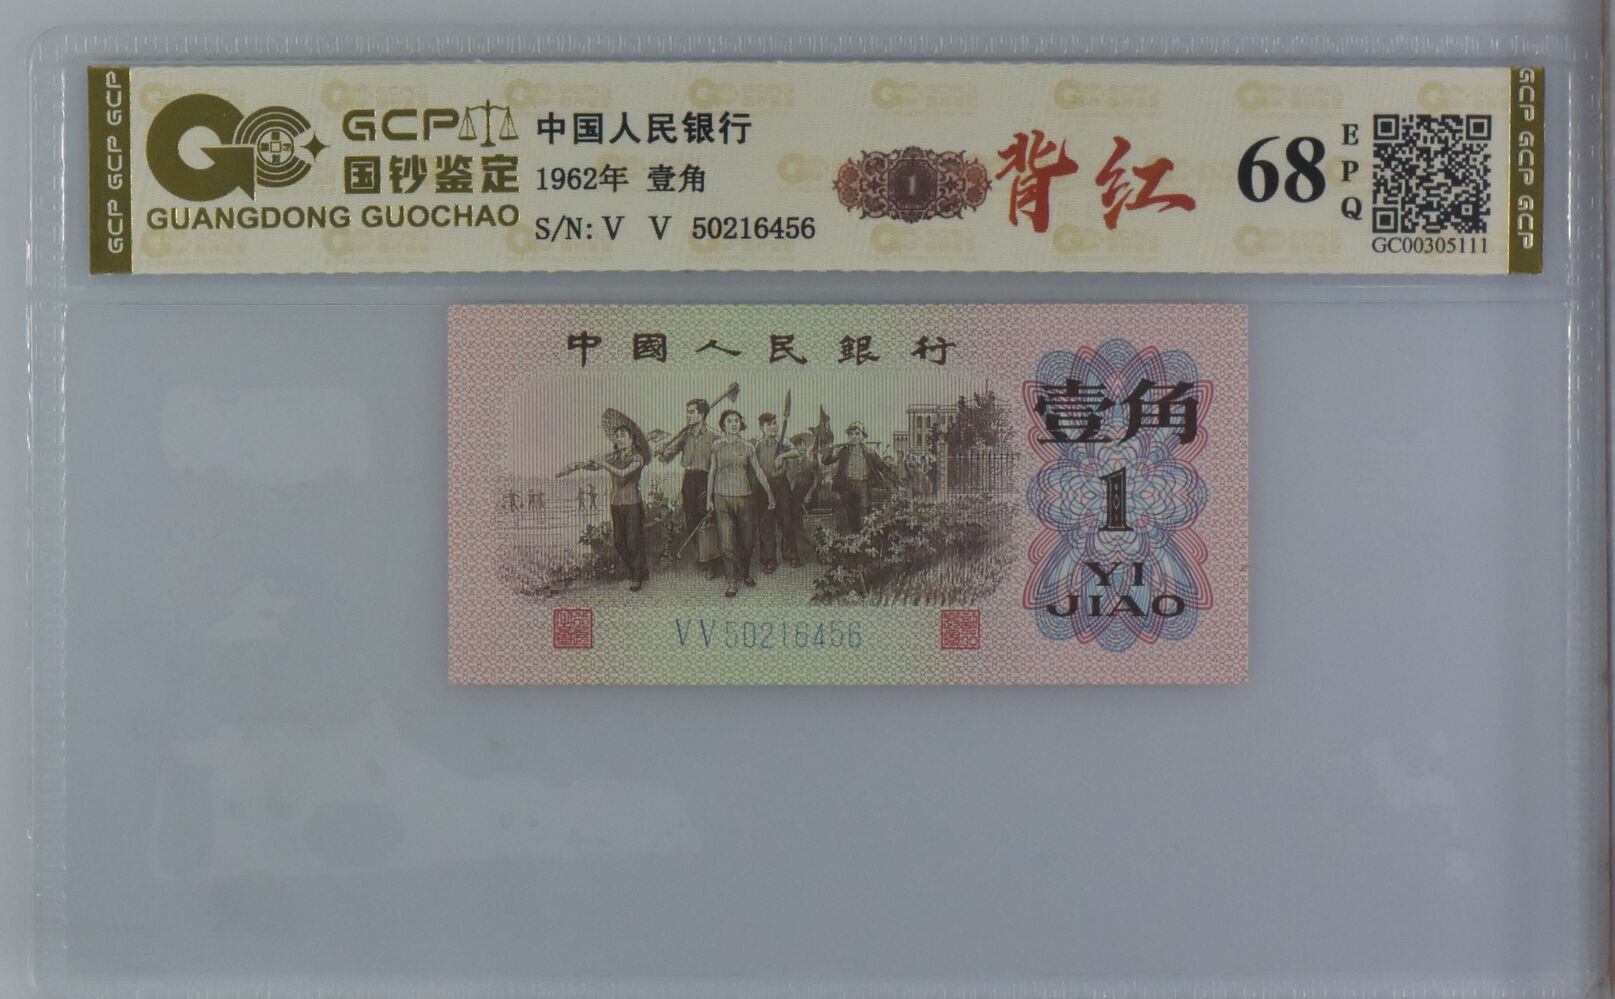 GCP GCP GCP
GCP
国钞鉴定
GUANGDONG GUOCHAO
中国人民银行
1962年 壹角
S/N: V V 50216456
1
背红
68
EPQ
GC00305111
GCP GCP GCP
中國人民銀行
壹角
1
YI
JIAO
VV50216456